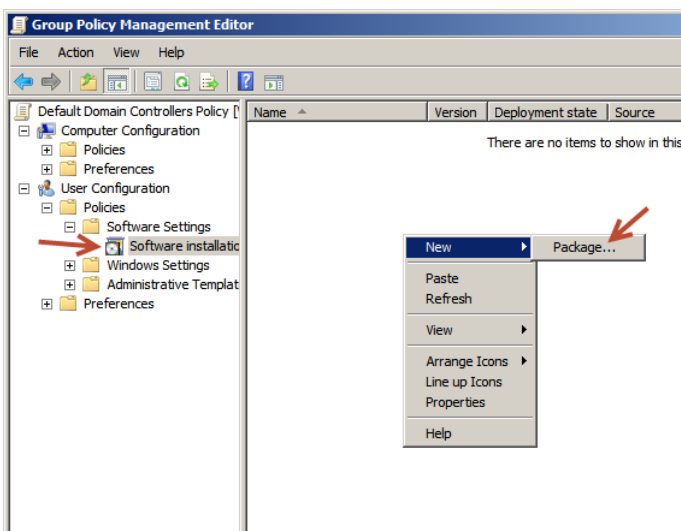 Group Policy Management Editor
File Action View Help
Default Domain Controllers Policy [
Name Version Deployment state Source
Computer Configuration
There are no items to show in this
Policies
Preferences
User Configuration
Policies
Software Settings
Software installatio
Windows Settings
Administrative Templat
Preferences
New
Package...
Paste
Refresh
View
Arrange Icons
Line up Icons
Properties
Help